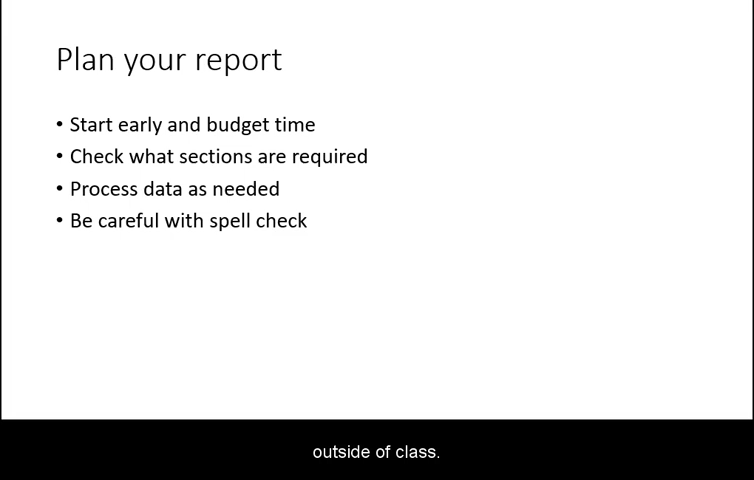 Plan your report
• Start early and budget time
• Check what sections are required
• Process data as needed
• Be careful with spell check
outside of class.